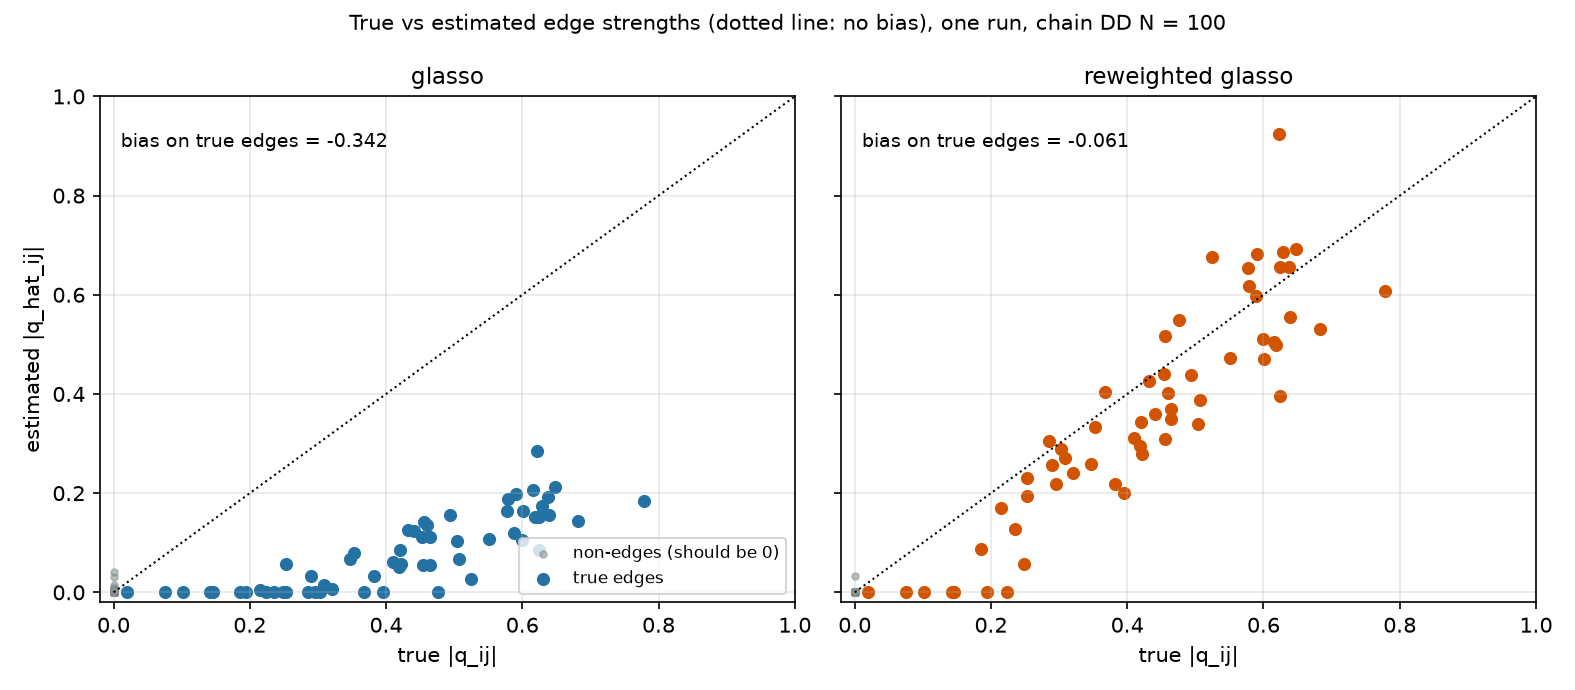 True vs estimated edge strengths (dotted line: no bias), one run, chain DD N = 100
glasso
bias on true edges = -0.342
1.0
0.8
0.6
0.4
0.2
0.0
estimated |q_hat_ij|
non-edges (should be 0)
true edges
0.0 0.2 0.4 0.6 0.8 1.0
true |q_ij|
reweighted glasso
bias on true edges = -0.061
0.0 0.2 0.4 0.6 0.8 1.0
true |q_ij|